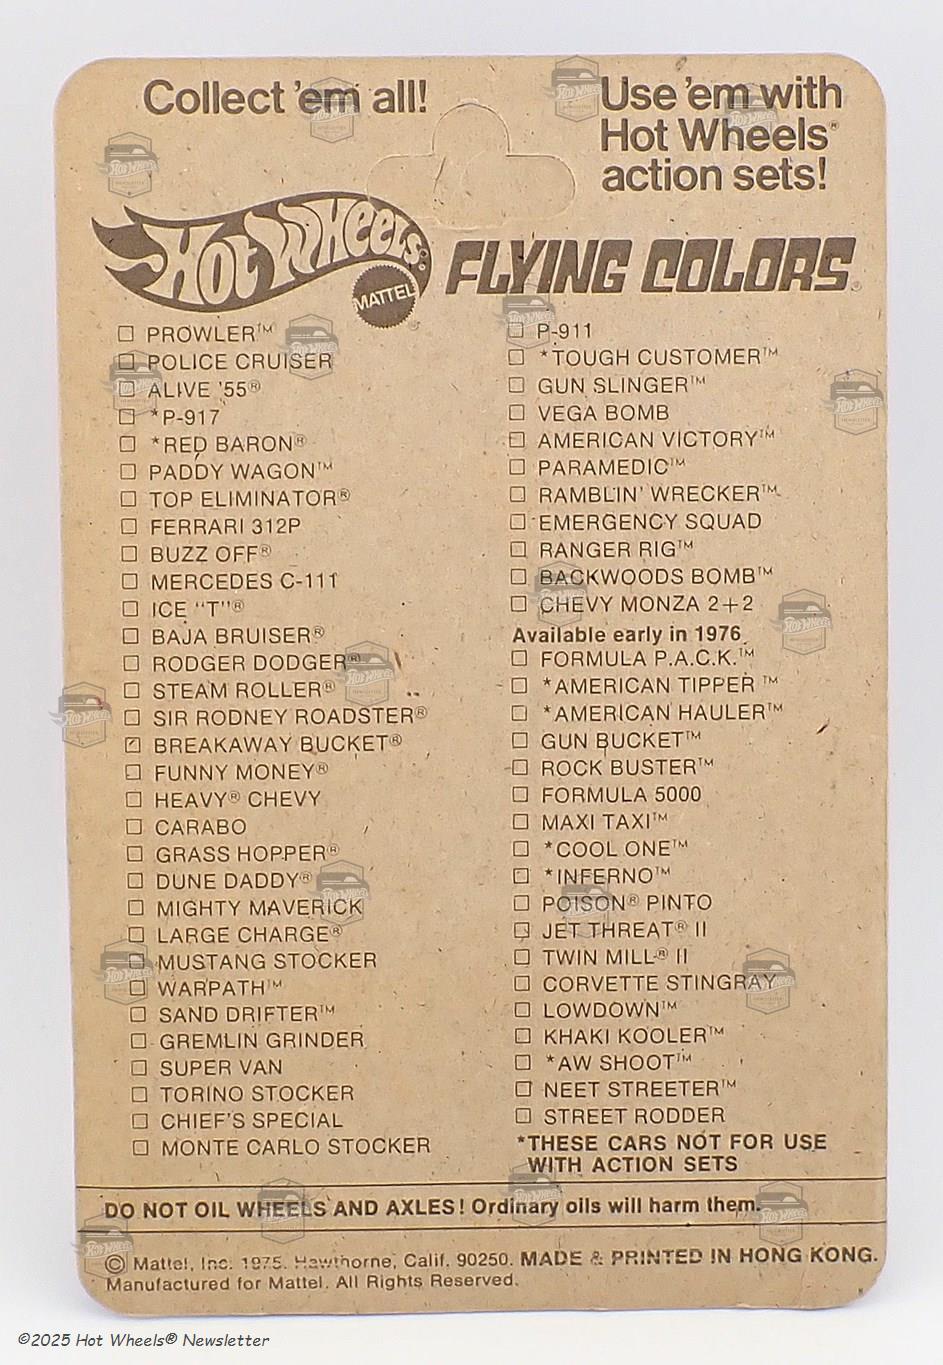 Collect 'em all!
Use 'em with
Hot Wheels®
action sets!
Hot Wheels®
MATTEL®
FLYING COLORS®
☐ PROWLER™
☐ POLICE CRUISER
☐ ALIVE '55®
☐ *P-917
☐ *RED BARON®
☐ PADDY WAGON™
☐ TOP ELIMINATOR®
☐ FERRARI 312P
☐ BUZZ OFF®
☐ MERCEDES C-111
☐ ICE "T"®
☐ BAJA BRUISER®
☐ RODGER DODGER®
☐ STEAM ROLLER®
☐ SIR RODNEY ROADSTER®
☑ BREAKAWAY BUCKET®
☐ FUNNY MONEY®
☐ HEAVY® CHEVY
☐ CARABO
☐ GRASS HOPPER®
☐ DUNE DADDY®
☐ MIGHTY MAVERICK
☐ LARGE CHARGE®
☐ MUSTANG STOCKER
☐ WARPATH™
☐ SAND DRIFTER™
☐ GREMLIN GRINDER
☐ SUPER VAN
☐ TORINO STOCKER
☐ CHIEF'S SPECIAL
☐ MONTE CARLO STOCKER
☐ P-911
☐ *TOUGH CUSTOMER™
☐ GUN SLINGER™
☐ VEGA BOMB
☐ AMERICAN VICTORY™
☐ PARAMEDIC™
☐ RAMBLIN' WRECKER™
☐ EMERGENCY SQUAD
☐ RANGER RIG™
☐ BACKWOODS BOMB™
☐ CHEVY MONZA 2+2
Available early in 1976
☐ FORMULA P.A.C.K.™
☐ *AMERICAN TIPPER™
☐ *AMERICAN HAULER™
☐ GUN BUCKET™
☐ ROCK BUSTER™
☐ FORMULA 5000
☐ MAXI TAXI™
☐ *COOL ONE™
☐ *INFERNO™
☐ POISON® PINTO
☐ JET THREAT® II
☐ TWIN MILL® II
☐ CORVETTE STINGRAY
☐ LOWDOWN™
☐ KHAKI KOOLER™
☐ *AW SHOOT™
☐ NEET STREETER™
☐ STREET RODDER
*THESE CARS NOT FOR USE
WITH ACTION SETS
DO NOT OIL WHEELS AND AXLES! Ordinary oils will harm them.
© Mattel, Inc. 1975. Hawthorne, Calif. 90250. MADE & PRINTED IN HONG KONG.
Manufactured for Mattel. All Rights Reserved.
©2025 Hot Wheels® Newsletter